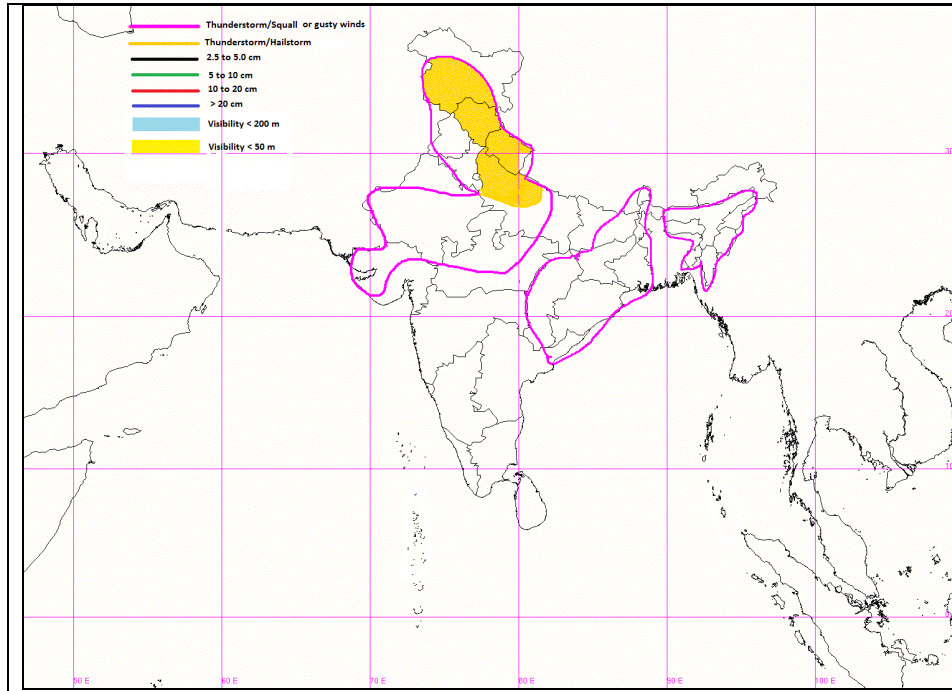 Thunderstorm/Squall or gusty winds
Thunderstorm/Hailstorm
2.5 to 5.0 cm
5 to 10 cm
10 to 20 cm
> 20 cm
Visibility < 200 m
Visibility < 50 m
30
20
10
50 E
60 E
70 E
80 E
90 E
100 E